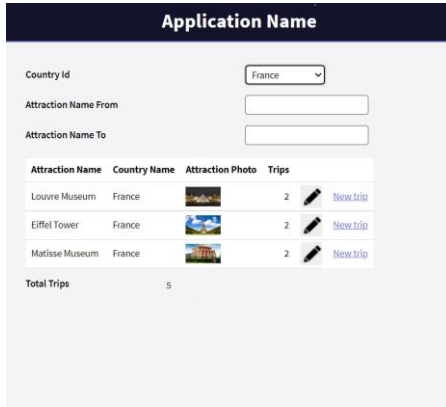 Application Name
Country Id France
Attraction Name From
Attraction Name To
Attraction Name Country Name Attraction Photo Trips
Louvre Museum France 2 New trip
Eiffel Tower France 2 New trip
Matisse Museum France 2 New trip
Total Trips 5